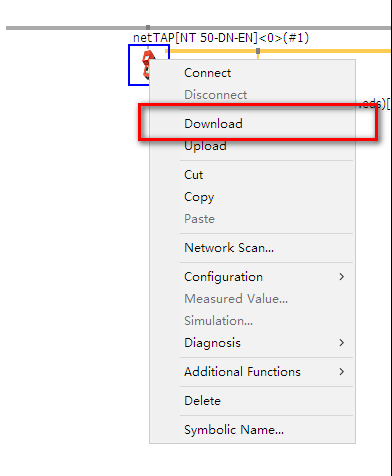 netTAP[NT 50-DN-EN]<0>(#1)
Connect
Disconnect
.eds)[
Download
Upload
Cut
Copy
Paste
Network Scan...
Configuration
Measured Value...
Simulation...
Diagnosis
Additional Functions
Delete
Symbolic Name...